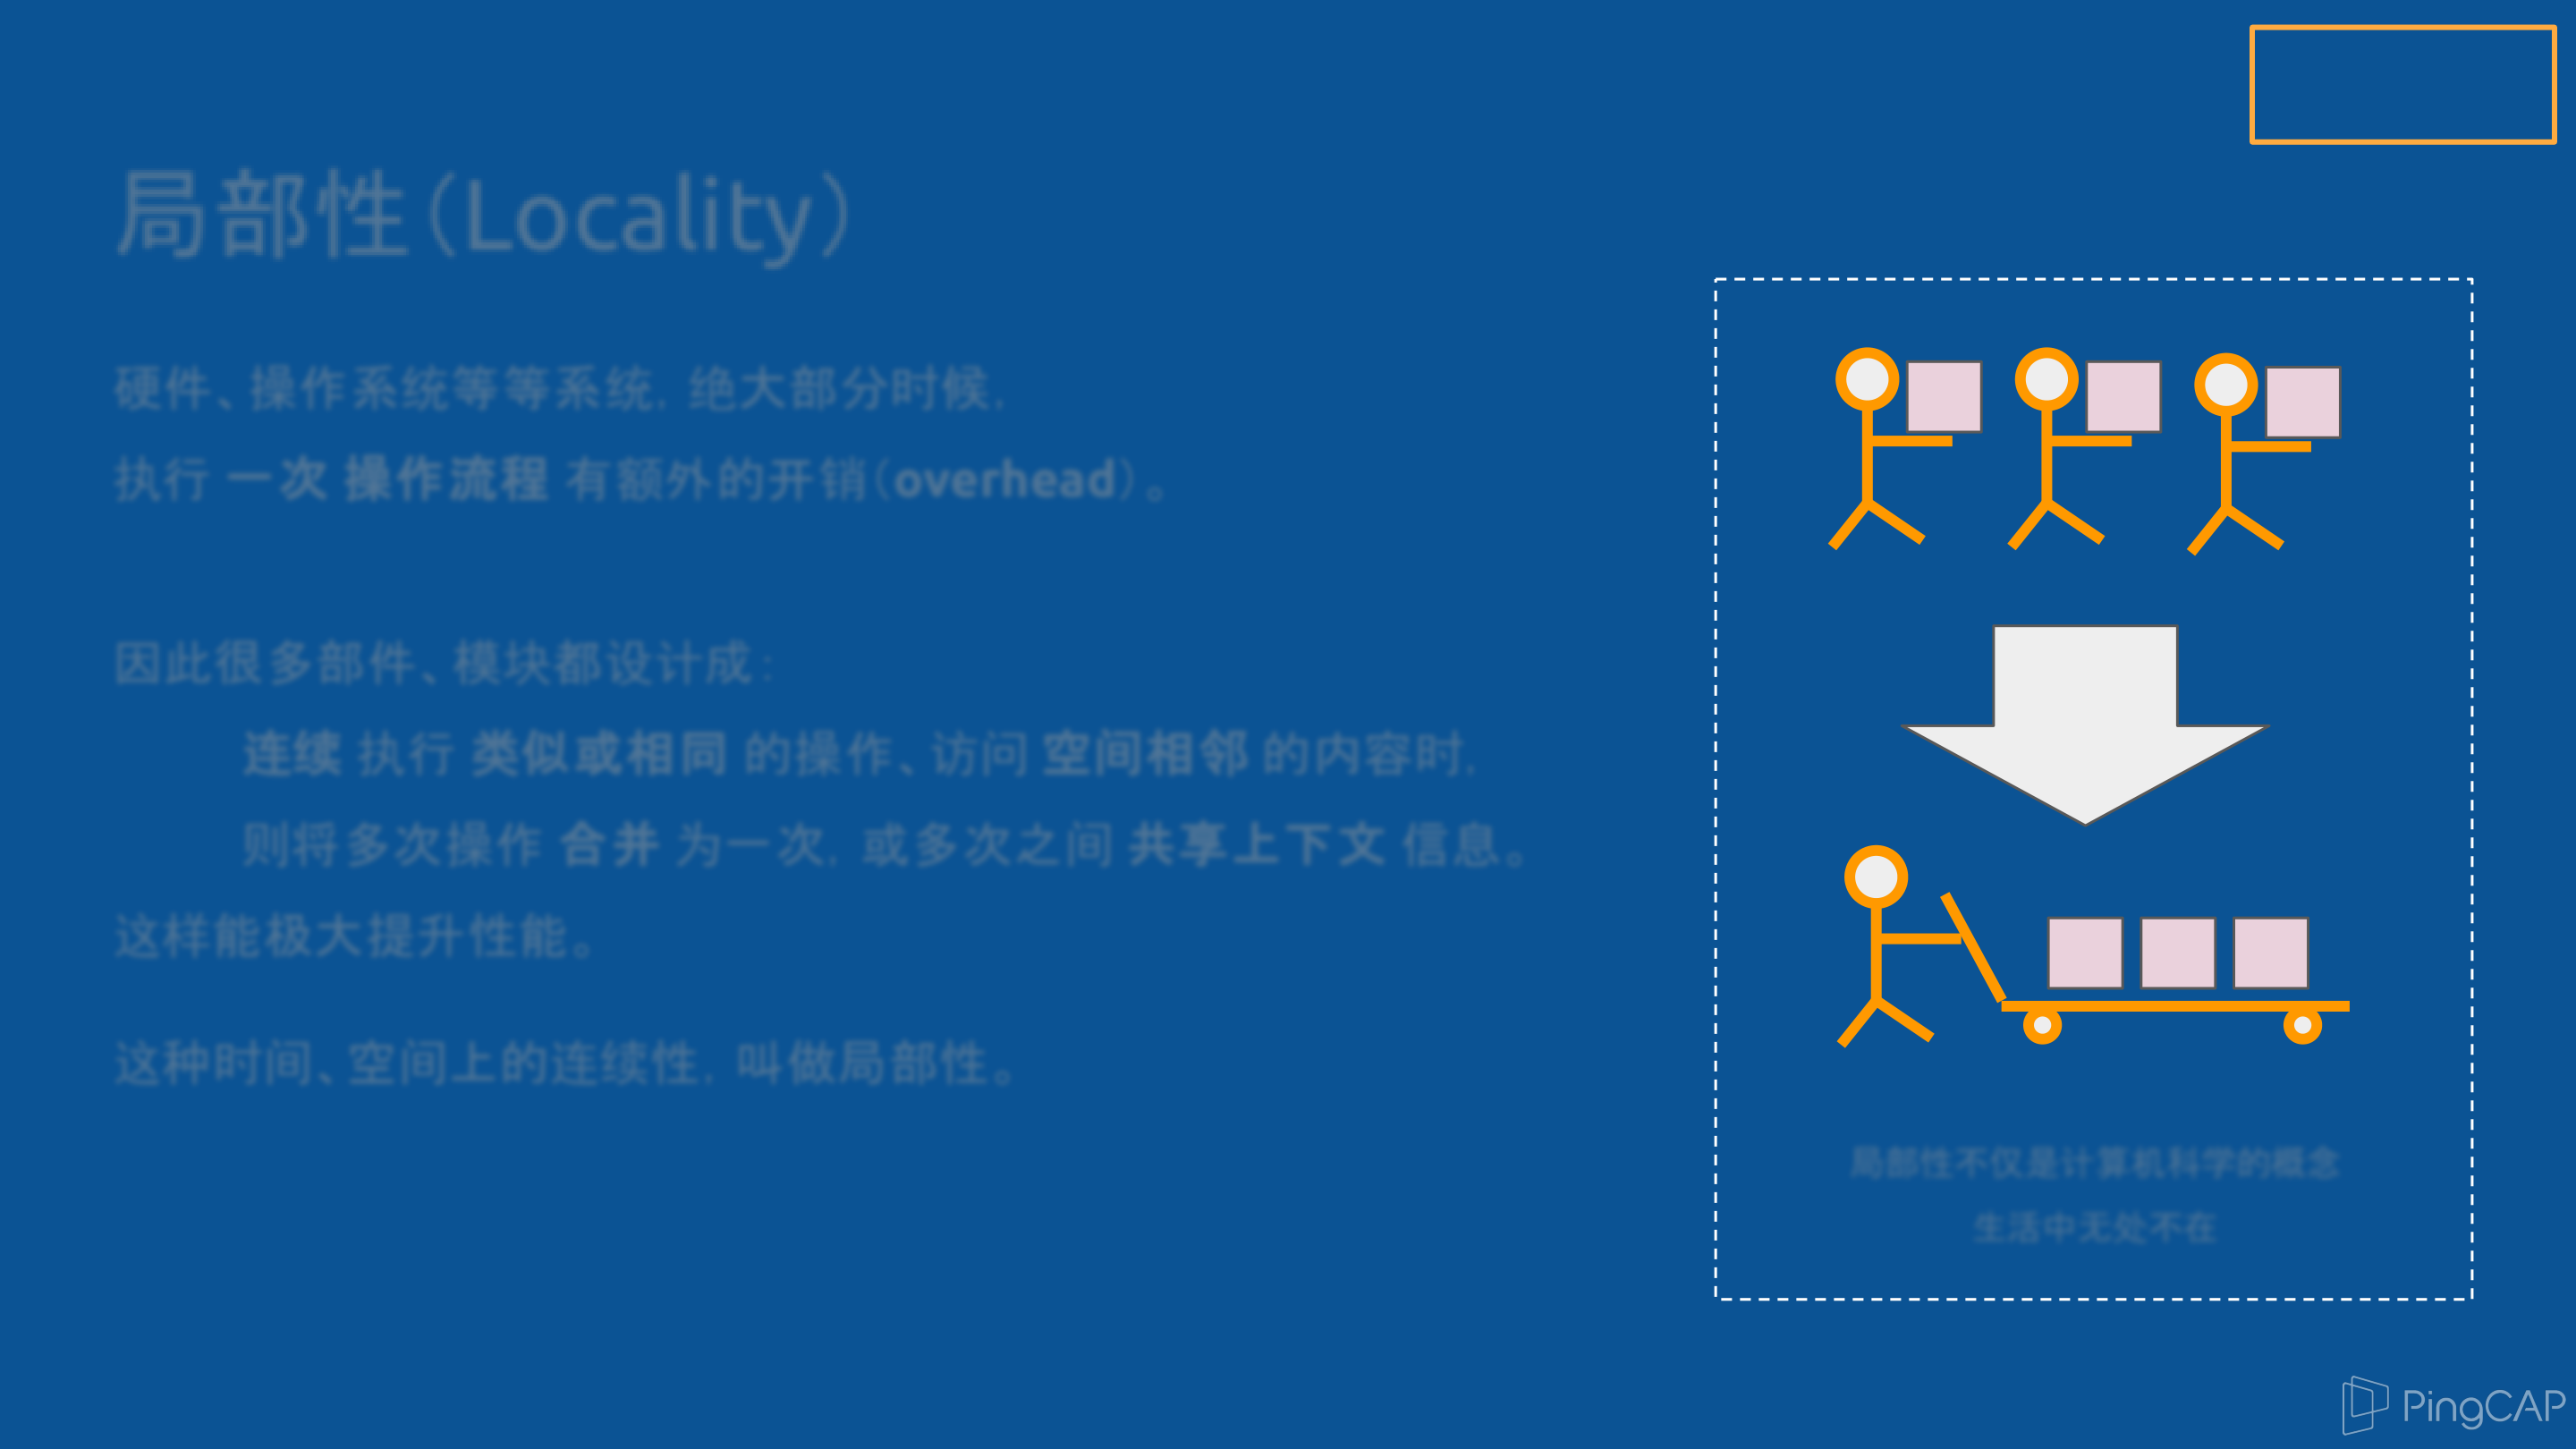 局部性（Locality）
硬件、操作系统等等系统，绝大部分时候，
执行 一次 操作流程 有额外的开销（overhead）。
因此很多部件、模块都设计成：
连续 执行 类似或相同 的操作、访问 空间相邻 的内容时，
则将多次操作 合并 为一次，或多次之间 共享上下文 信息。
这样能极大提升性能。
这种时间、空间上的连续性，叫做局部性。
局部性不仅是计算机科学的概念
生活中无处不在
PingCAP